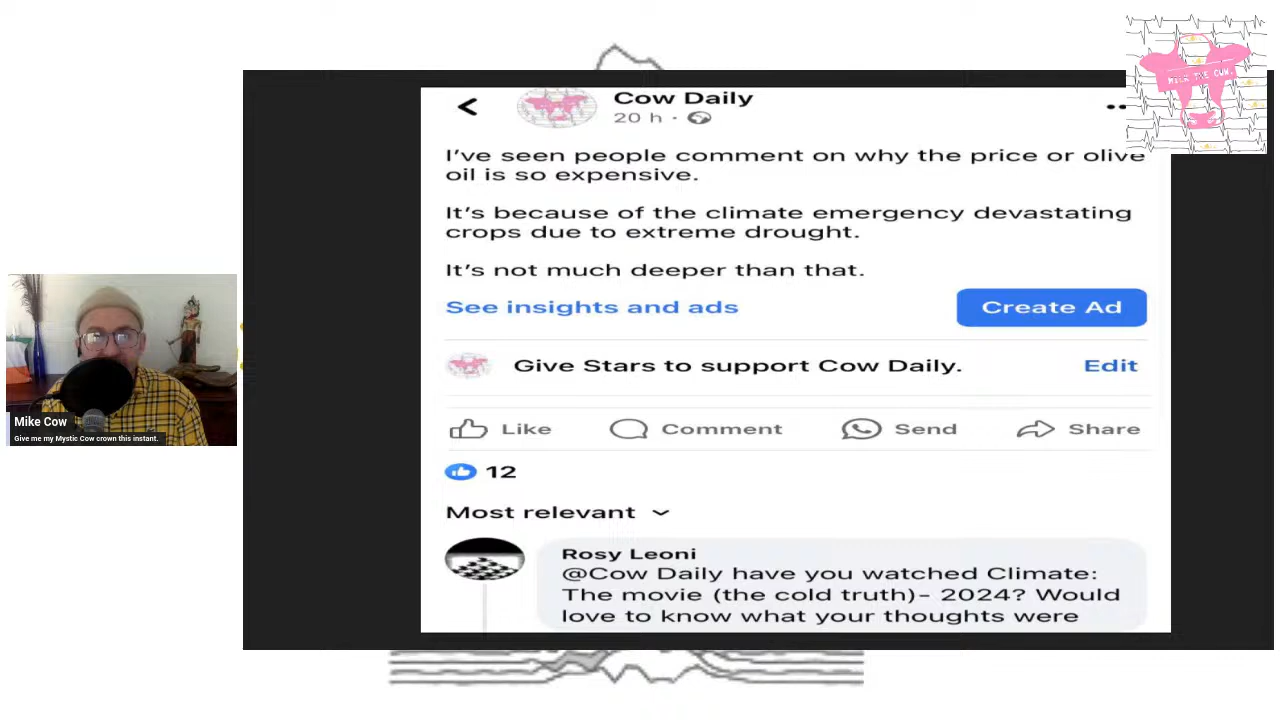 Cow Daily
20 h ·
I’ve seen people comment on why the price or olive
oil is so expensive.
It’s because of the climate emergency devastating
crops due to extreme drought.
It’s not much deeper than that.
See insights and ads
Create Ad
Give Stars to support Cow Daily.
Edit
Like
Comment
Send
Share
12
Most relevant
Rosy Leoni
@Cow Daily have you watched Climate:
The movie (the cold truth)- 2024? Would
love to know what your thoughts were
MILK THE COW.
Mike Cow
Give me my Mystic Cow crown this instant.